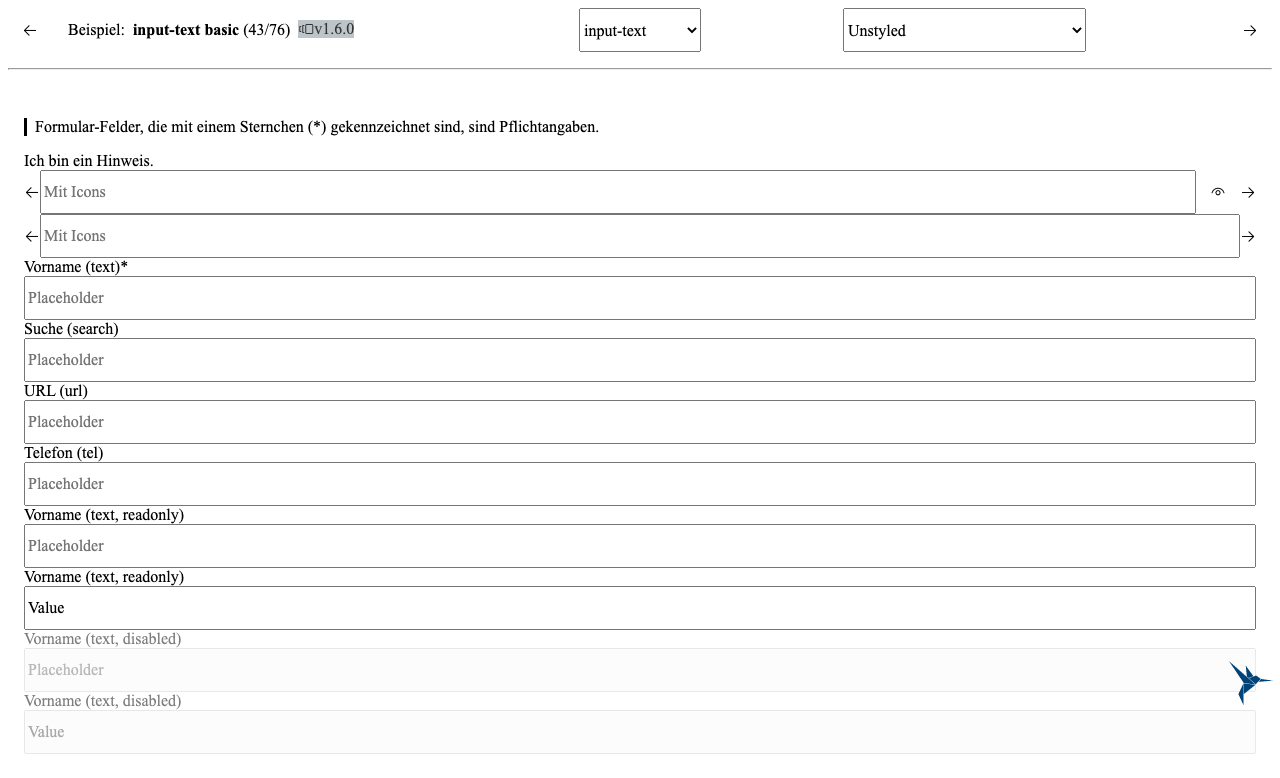 Beispiel: input-text basic (43/76) v1.6.0 input-text Unstyled
Formular-Felder, die mit einem Sternchen (*) gekennzeichnet sind, sind Pflichtangaben.
Ich bin ein Hinweis.
Mit Icons
Mit Icons
Vorname (text)*
Placeholder
Suche (search)
Placeholder
URL (url)
Placeholder
Telefon (tel)
Placeholder
Vorname (text, readonly)
Placeholder
Vorname (text, readonly)
Value
Vorname (text, disabled)
Placeholder
Vorname (text, disabled)
Value